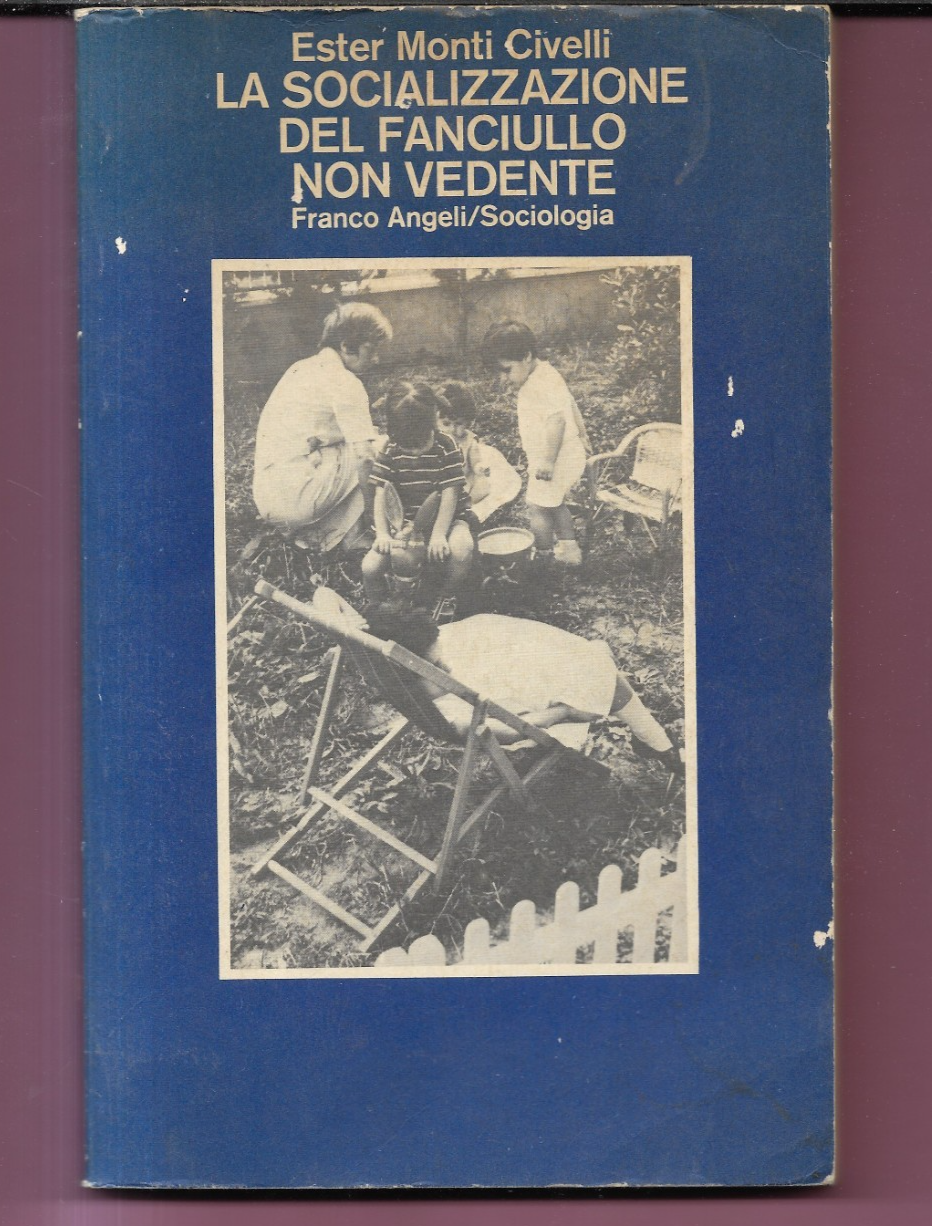 Ester Monti Civelli
LA SOCIALIZZAZIONE
DEL FANCIULLO
NON VEDENTE
Franco Angeli/Sociologia